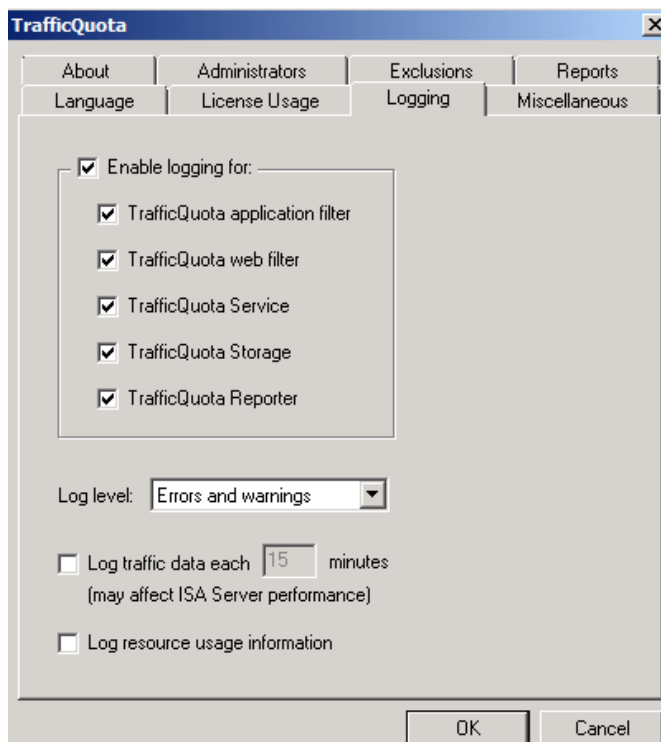 TrafficQuota
About Administrators Exclusions Reports
Language License Usage Logging Miscellaneous
Enable logging for:
TrafficQuota application filter
TrafficQuota web filter
TrafficQuota Service
TrafficQuota Storage
TrafficQuota Reporter
Log level: Errors and warnings
Log traffic data each 15 minutes
(may affect ISA Server performance)
Log resource usage information
OK Cancel